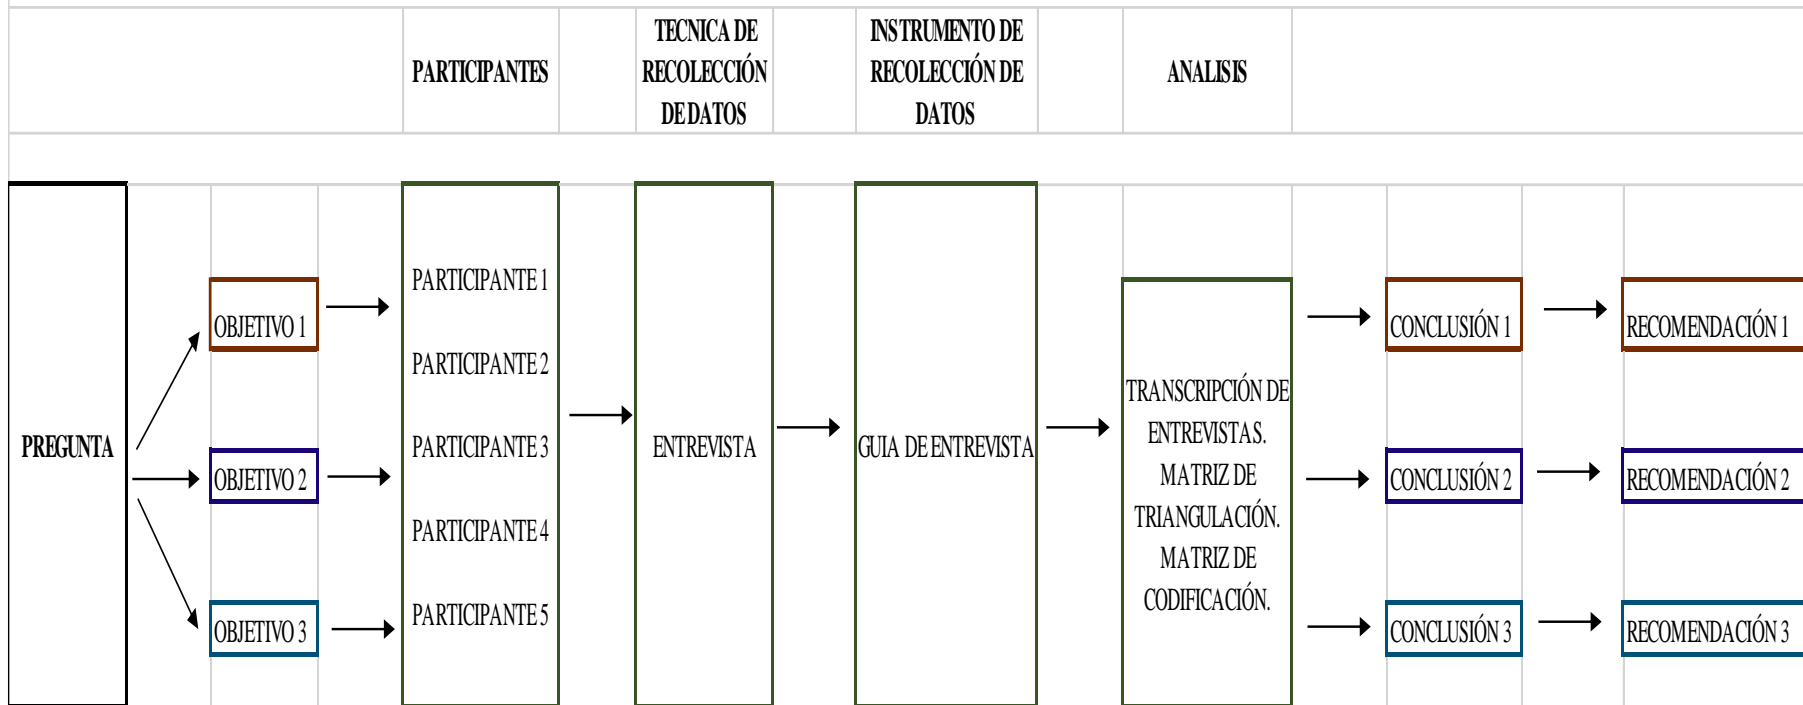 PARTICIPANTES
TECNICA DE
RECOLECCIÓN
DE DATOS
INSTRUMENTO DE
RECOLECCIÓN DE
DATOS
ANALISIS
PREGUNTA
OBJETIVO 1
OBJETIVO 2
OBJETIVO 3
PARTICIPANTE 1
PARTICIPANTE 2
PARTICIPANTE 3
PARTICIPANTE 4
PARTICIPANTE 5
ENTREVISTA
GUIA DE ENTREVISTA
TRANSCRIPCIÓN DE
ENTREVISTAS.
MATRIZ DE
TRIANGULACIÓN.
MATRIZ DE
CODIFICACIÓN.
CONCLUSIÓN 1
CONCLUSIÓN 2
CONCLUSIÓN 3
RECOMENDACIÓN 1
RECOMENDACIÓN 2
RECOMENDACIÓN 3